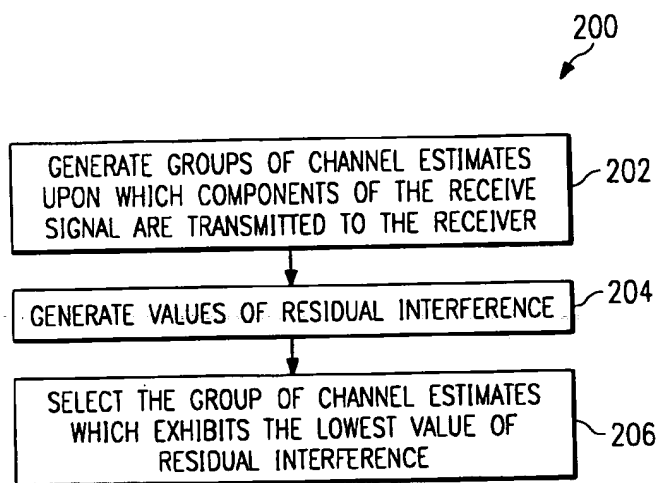 200
GENERATE GROUPS OF CHANNEL ESTIMATES
UPON WHICH COMPONENTS OF THE RECEIVE
SIGNAL ARE TRANSMITTED TO THE RECEIVER
202
GENERATE VALUES OF RESIDUAL INTERFERENCE
204
SELECT THE GROUP OF CHANNEL ESTIMATES
WHICH EXHIBITS THE LOWEST VALUE OF
RESIDUAL INTERFERENCE
206